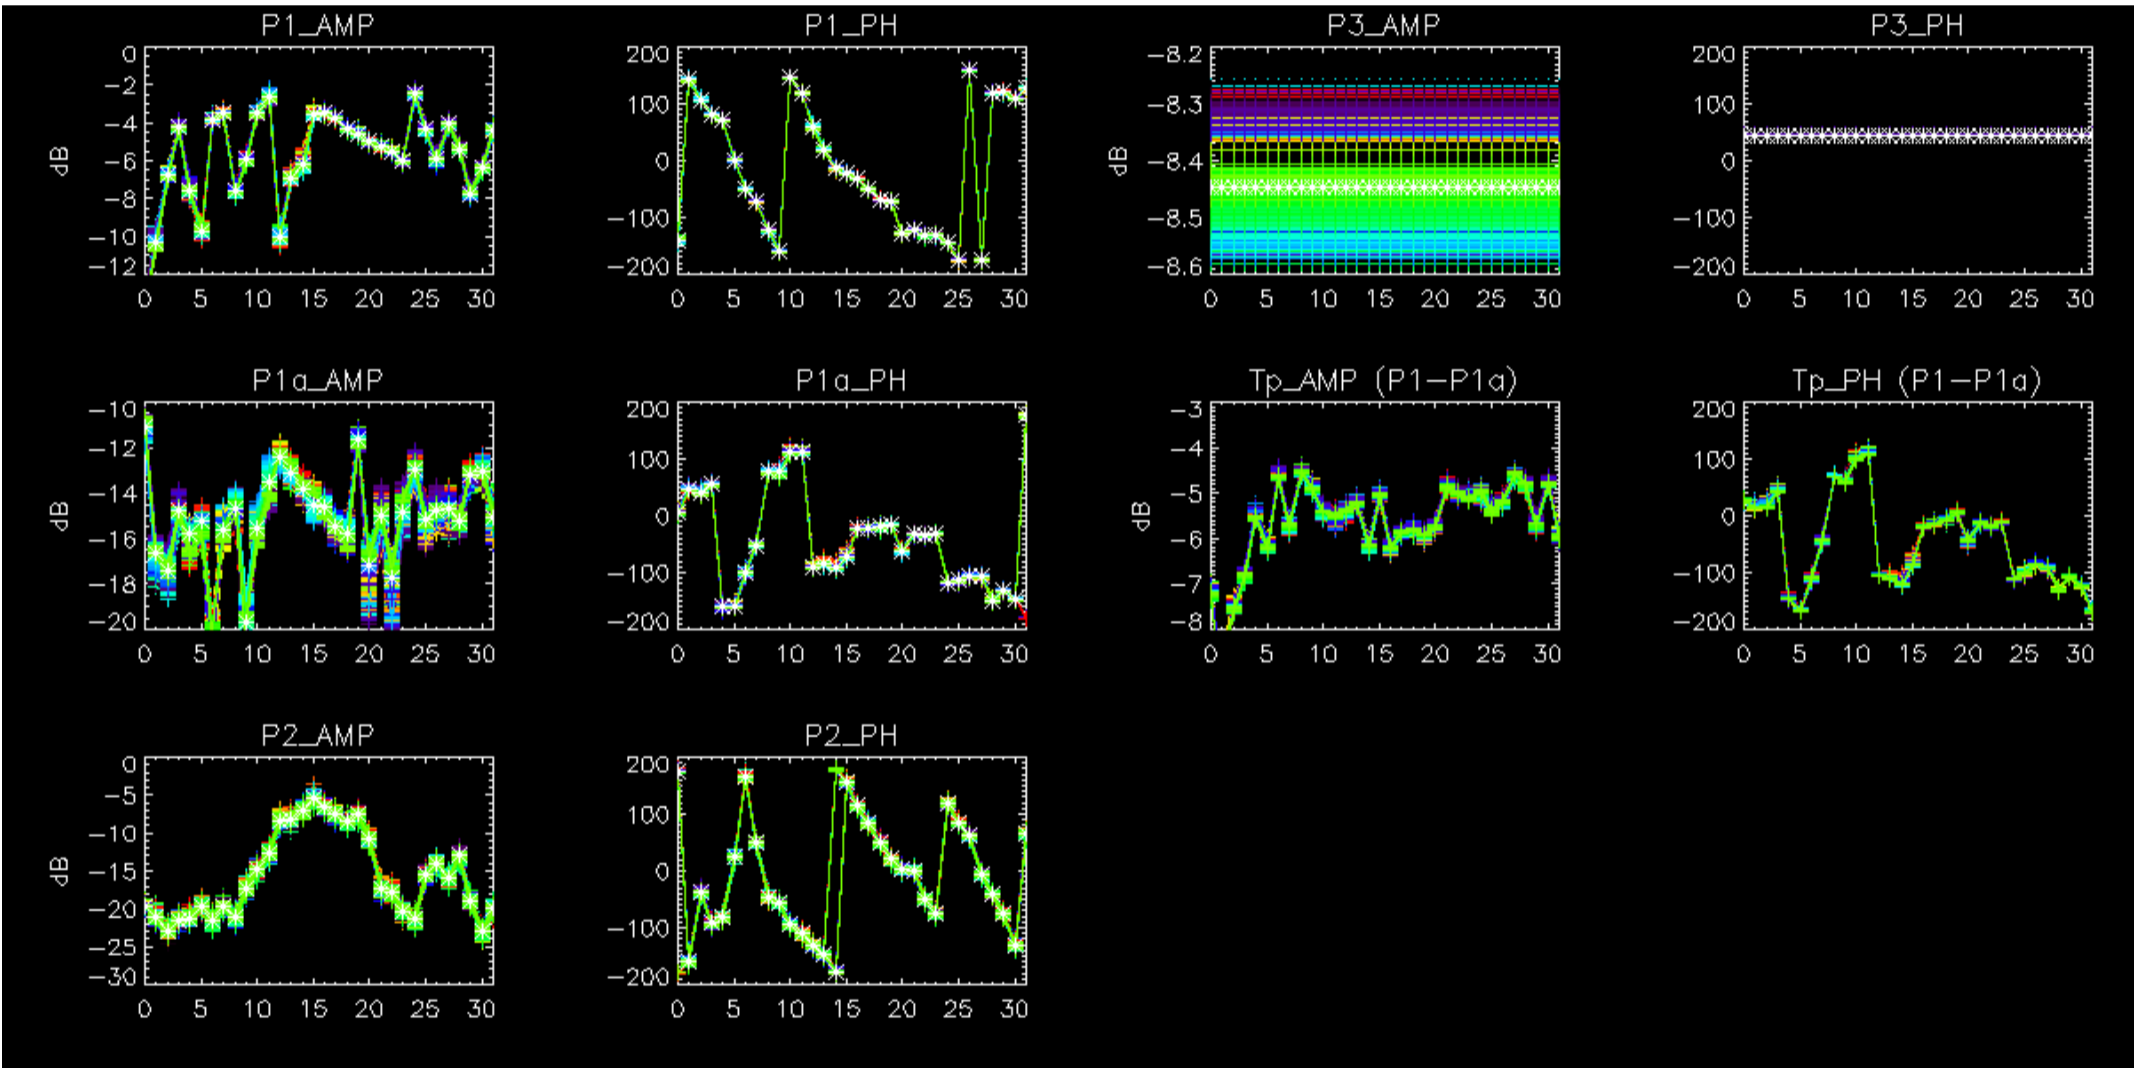 P1_AMP
P1_PH
P3_AMP
P3_PH
0
−2
−4
−6
−8
−10
−12
dB
0 5 10 15 20 25 30
200
100
0
−100
−200
0 5 10 15 20 25 30
−8.2
−8.3
−8.4
−8.5
−8.6
dB
0 5 10 15 20 25 30
200
100
0
−100
−200
0 5 10 15 20 25 30
P1a_AMP
P1a_PH
Tp_AMP (P1−P1a)
Tp_PH (P1−P1a)
−10
−12
−14
−16
−18
−20
dB
0 5 10 15 20 25 30
200
100
0
−100
−200
0 5 10 15 20 25 30
−3
−4
−5
−6
−7
−8
dB
0 5 10 15 20 25 30
200
100
0
−100
−200
0 5 10 15 20 25 30
P2_AMP
P2_PH
0
−5
−10
−15
−20
−25
−30
dB
0 5 10 15 20 25 30
200
100
0
−100
−200
0 5 10 15 20 25 30